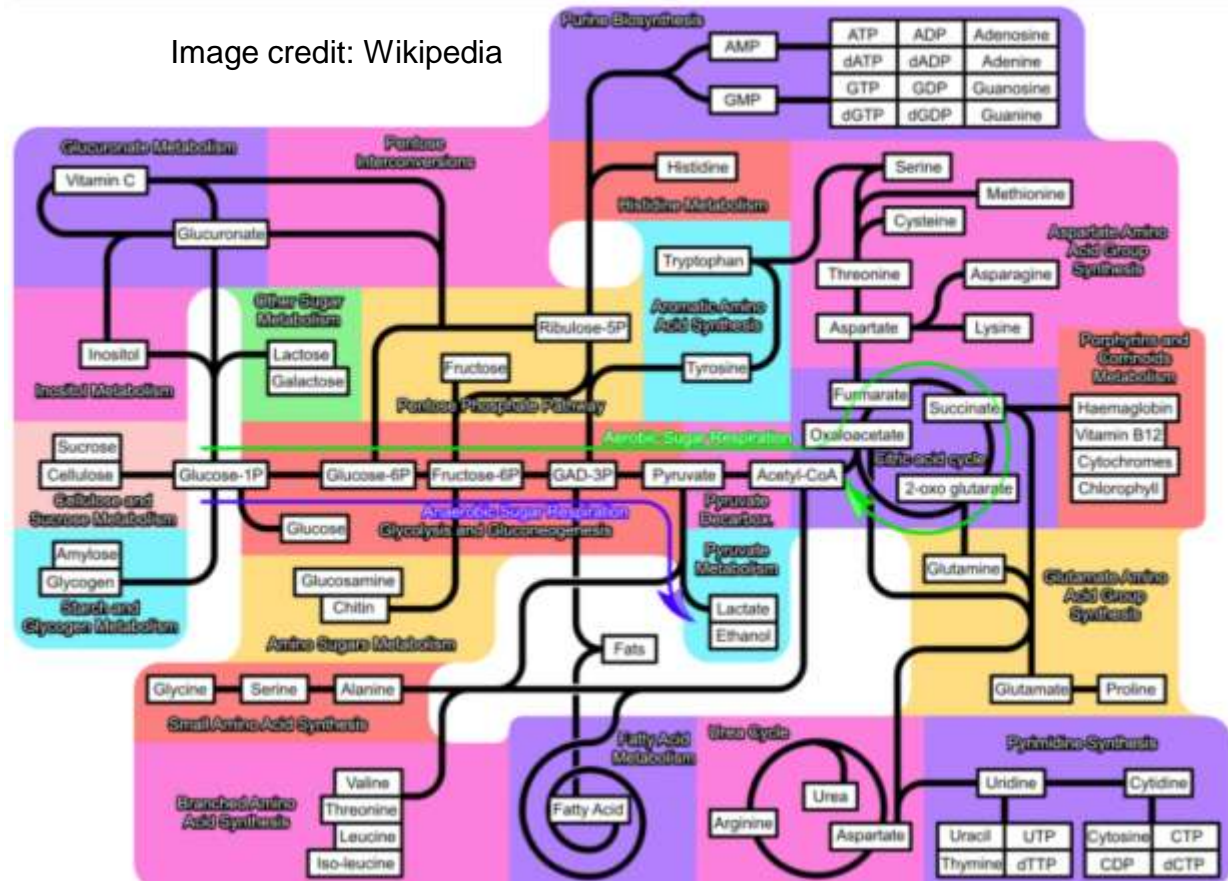 Image credit: Wikipedia
Purine Biosynthesis
AMP
ATP ADP Adenosine
dATP dADP Adenine
GMP
GTP GDP Guanosine
dGTP dGDP Guanine
Glucuronate Metabolism
Pentose
Interconversions
Vitamin C
Glucuronate
Histidine
Histidine Metabolism
Serine
Methionine
Cysteine
Aspartate Amino
Acid Group
Synthesis
Threonine
Asparagine
Aspartate
Lysine
Tryptophan
Aromatic Amino
Acid Synthesis
Tyrosine
Other Sugar
Metabolism
Lactose
Galactose
Inositol
Inositol Metabolism
Ribulose-5P
Fructose
Pentose Phosphate Pathway
Porphyrins and
Corrinoids
Metabolism
Haemaglobin
Vitamin B12
Cytochromes
Chlorophyll
Furmarate
Succinate
Oxaloacetate
Citric acid cycle
2-oxo glutarate
Sucrose
Cellulose
Cellulose and
Sucrose Metabolism
Aerobic Sugar Respiration
Glucose-1P
Glucose-6P
Fructose-6P
GAD-3P
Pyruvate
Acetyl-CoA
Anaerobic Sugar Respiration
Glycolysis and Gluconeogenesis
Glucose
Pyruvate
Decarbox.
Pyruvate
Metabolism
Lactate
Ethanol
Amylose
Glycogen
Starch and
Glycogen Metabolism
Glucosamine
Chitin
Amino Sugars Metabolism
Fats
Glutamine
Glutamate Amino
Acid Group
Synthesis
Glutamate
Proline
Glycine
Serine
Alanine
Small Amino Acid Synthesis
Branched Amino
Acid Synthesis
Valine
Threonine
Leucine
Iso-leucine
Fatty Acid
Metabolism
Fatty Acid
Urea Cycle
Urea
Arginine
Aspartate
Pyrimidine Synthesis
Uridine
Cytidine
Uracil UTP
Thymine dTTP
Cytosine CTP
CDP dCTP